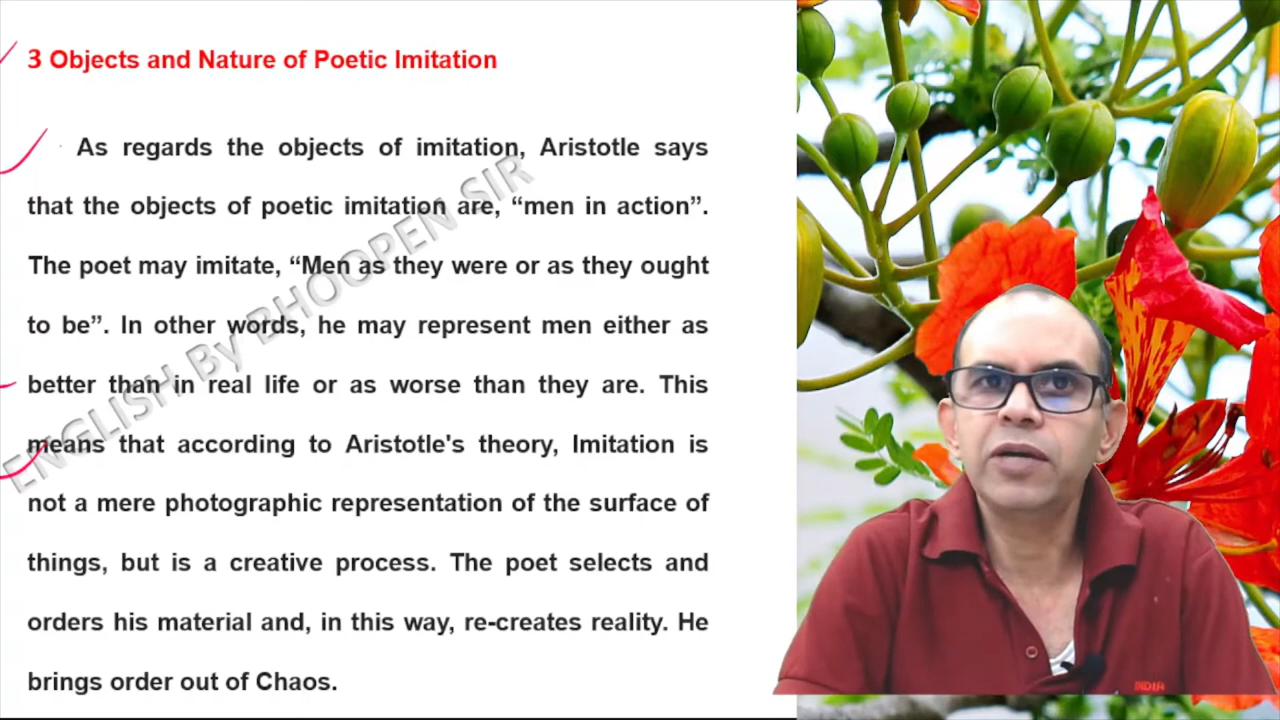 3 Objects and Nature of Poetic Imitation
As regards the objects of imitation, Aristotle says
that the objects of poetic imitation are, “men in action”.
The poet may imitate, “Men as they were or as they ought
to be”. In other words, he may represent men either as
better than in real life or as worse than they are. This
means that according to Aristotle's theory, Imitation is
not a mere photographic representation of the surface of
things, but is a creative process. The poet selects and
orders his material and, in this way, re-creates reality. He
brings order out of Chaos.
ENGLISH By BHOOPEN SIR
INDIA